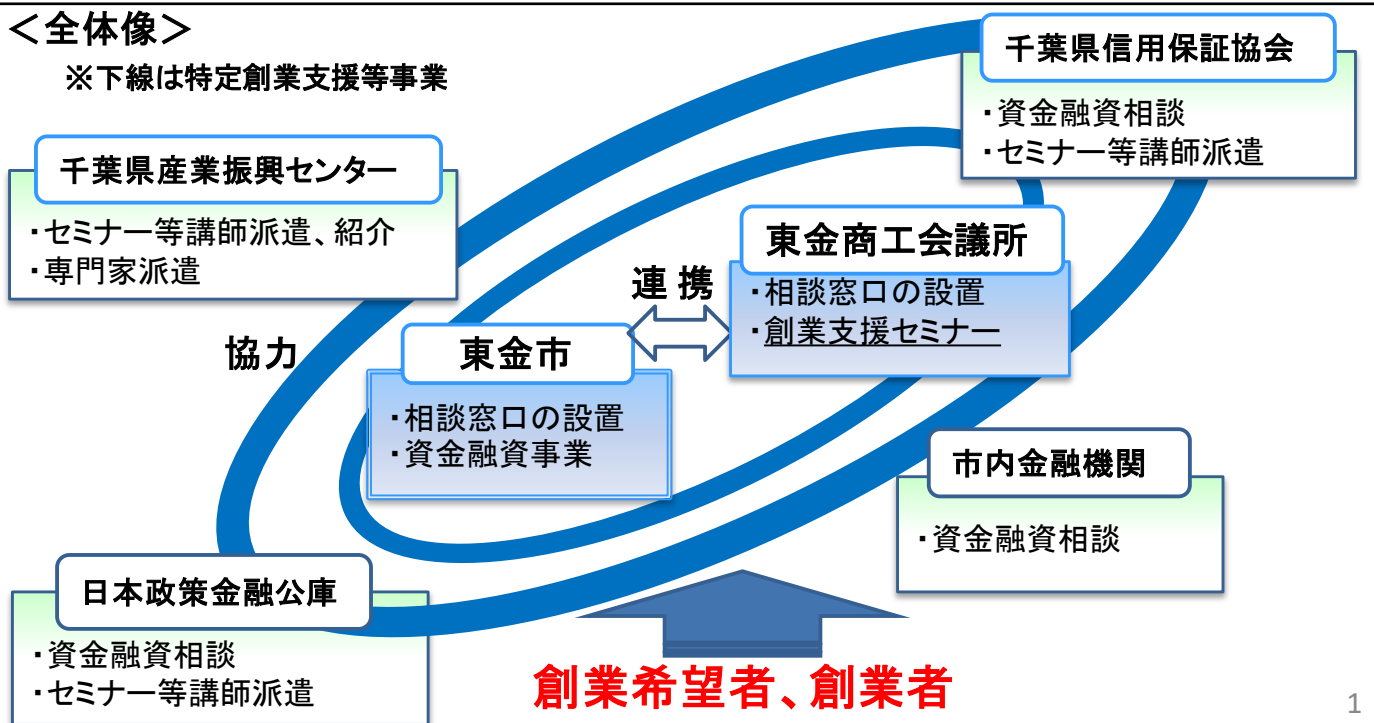 ＜全体像＞
※下線は特定創業支援等事業
千葉県信用保証協会
・資金融資相談
・セミナー等講師派遣
千葉県産業振興センター
・セミナー等講師派遣、紹介
・専門家派遣
東金商工会議所
・相談窓口の設置
・創業支援セミナー
連 携
協力
東金市
・相談窓口の設置
・資金融資事業
市内金融機関
・資金融資相談
日本政策金融公庫
・資金融資相談
・セミナー等講師派遣
創業希望者、創業者
1